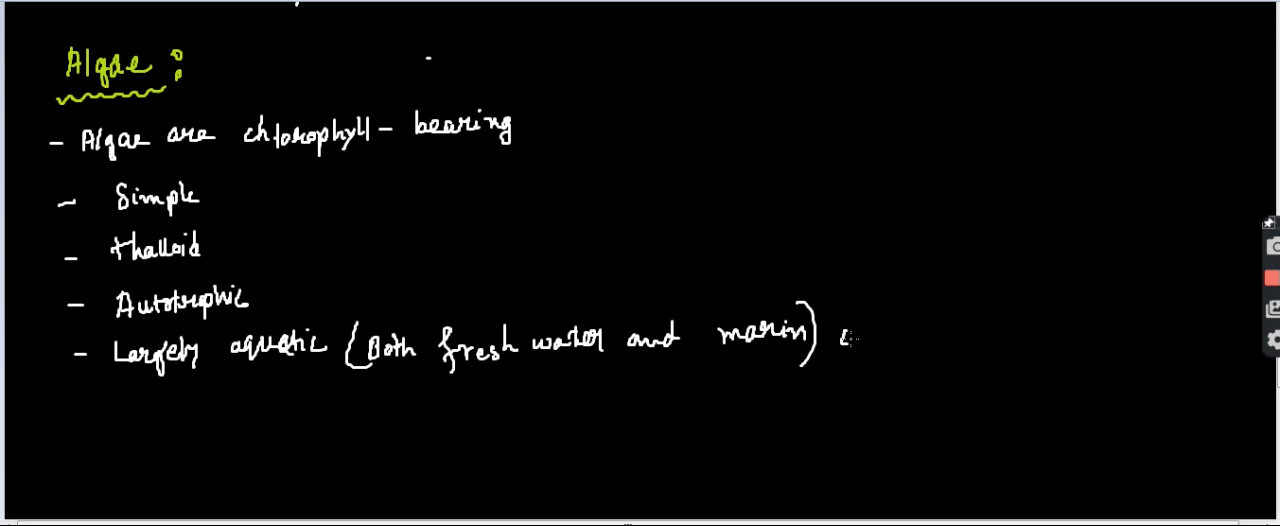 Algae :
- Algae are chlorophyll - bearing
- Simple
- thalloid
- Autotrophic
- Largely aquatic (Both fresh water and marin)